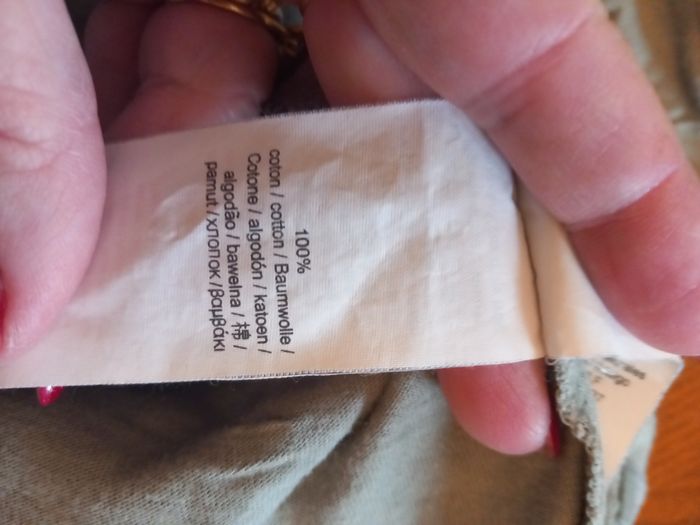 100%
coton / cotton / Baumwolle /
Cotone / algodón / katoen /
algodão / bawełna / 棉 /
pamut / хлопок / βαμβάκι